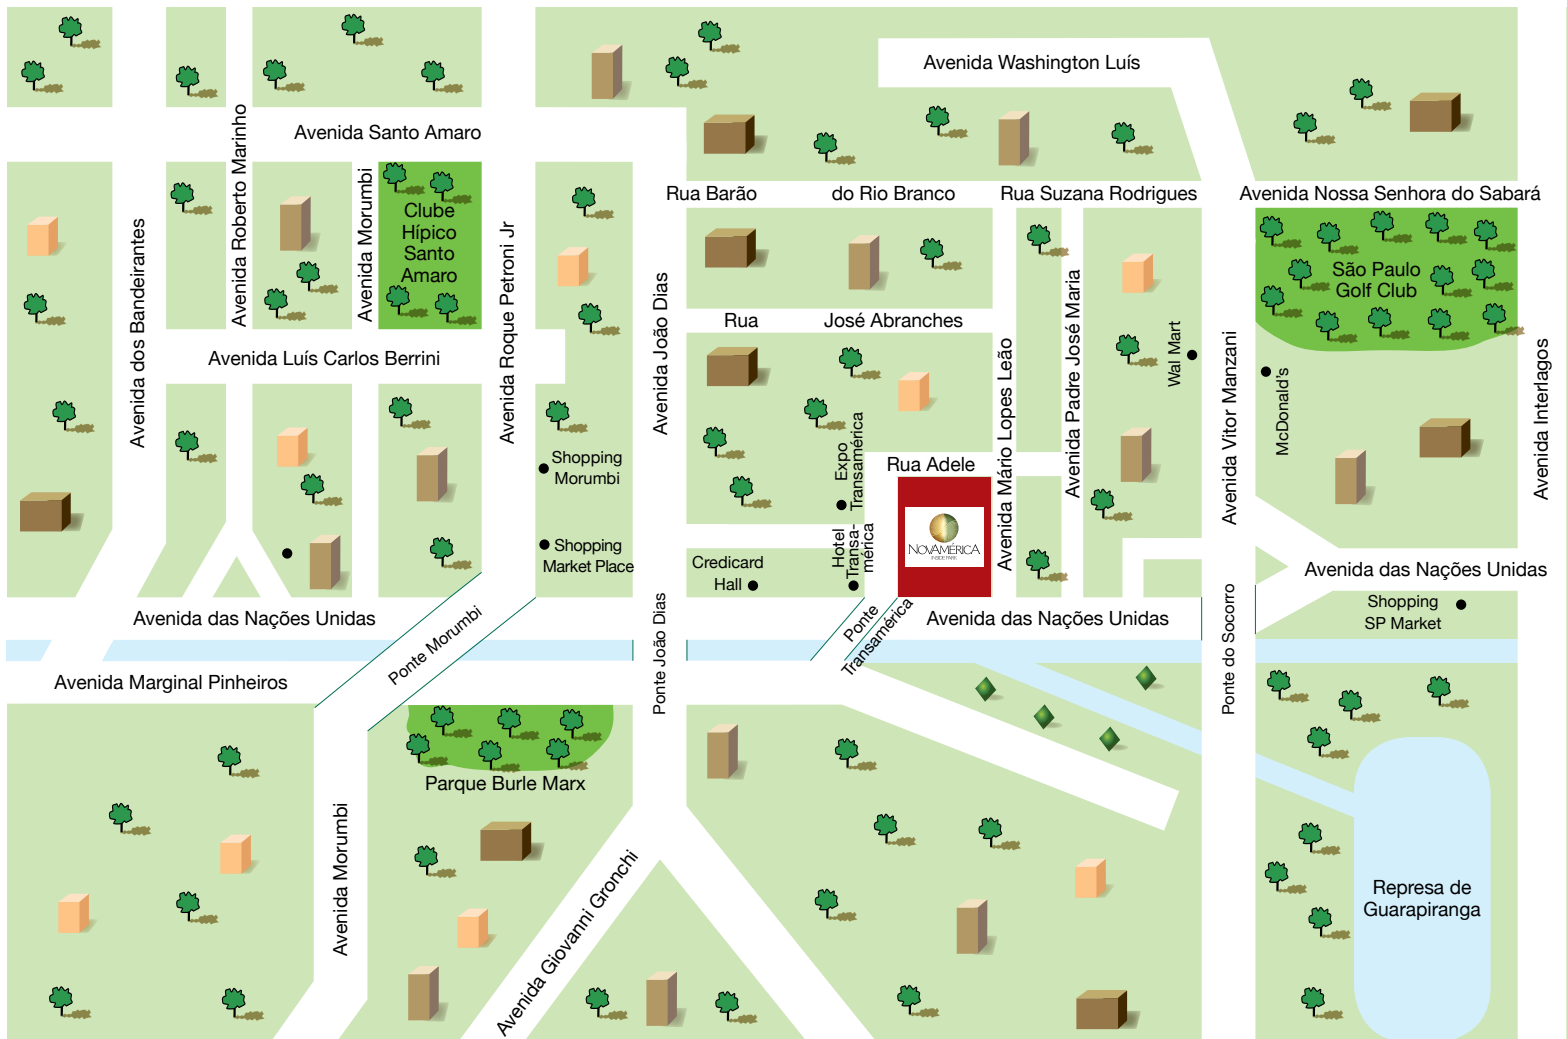 Avenida Washington Luís
Avenida Santo Amaro
Avenida Roberto Marinho
Avenida Morumbi
Clube
Hípico
Santo
Amaro
Rua Barão
do Rio Branco
Rua Suzana Rodrigues
Avenida Nossa Senhora do Sabará
Avenida dos Bandeirantes
Avenida Roque Petroni Jr
Avenida João Dias
São Paulo
Golf Club
Rua
José Abranches
Avenida Luís Carlos Berrini
Avenida Mário Lopes Leão
Avenida Padre José Maria
Wal Mart
Avenida Vitor Manzani
McDonald's
Avenida Interlagos
Shopping
Morumbi
Expo
Transamérica
Rua Adele
NOVAMÉRICA
INSIDE PARK
Shopping
Market Place
Credicard
Hall
Hotel
Transa-
mérica
Avenida das Nações Unidas
Shopping
SP Market
Avenida das Nações Unidas
Ponte Morumbi
Ponte João Dias
Ponte
Transamérica
Avenida das Nações Unidas
Ponte do Socorro
Avenida Marginal Pinheiros
Parque Burle Marx
Avenida Morumbi
Avenida Giovanni Gronchi
Represa de
Guarapiranga